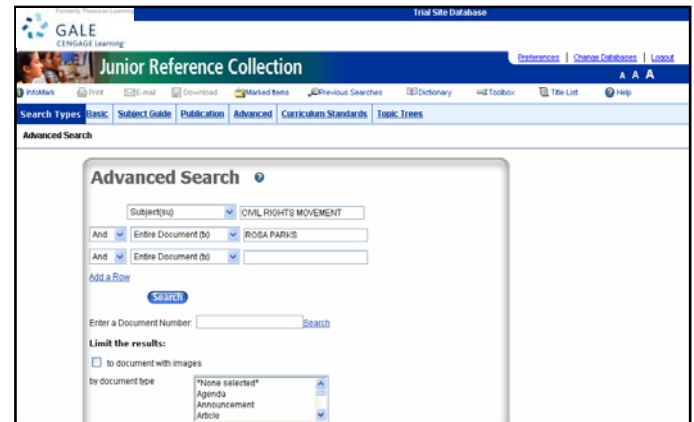 Formerly Thomson Learning
Trial Site Database
GALE
CENGAGE Learning
Junior Reference Collection
Preferences | Change Databases | Logout
A A A
InfoMark Print E-mail Download Marked Items Previous Searches Dictionary Toolbox Title List Help
Search Types Basic Subject Guide Publication Advanced Curriculum Standards Topic Trees
Advanced Search
Advanced Search ?
Subject(su) CIVIL RIGHTS MOVEMENT
And Entire Document (tx) ROSA PARKS
And Entire Document (tx)
Add a Row
Search
Enter a Document Number: Search
Limit the results:
to document with images
by document type *None selected*
Agenda
Announcement
Article